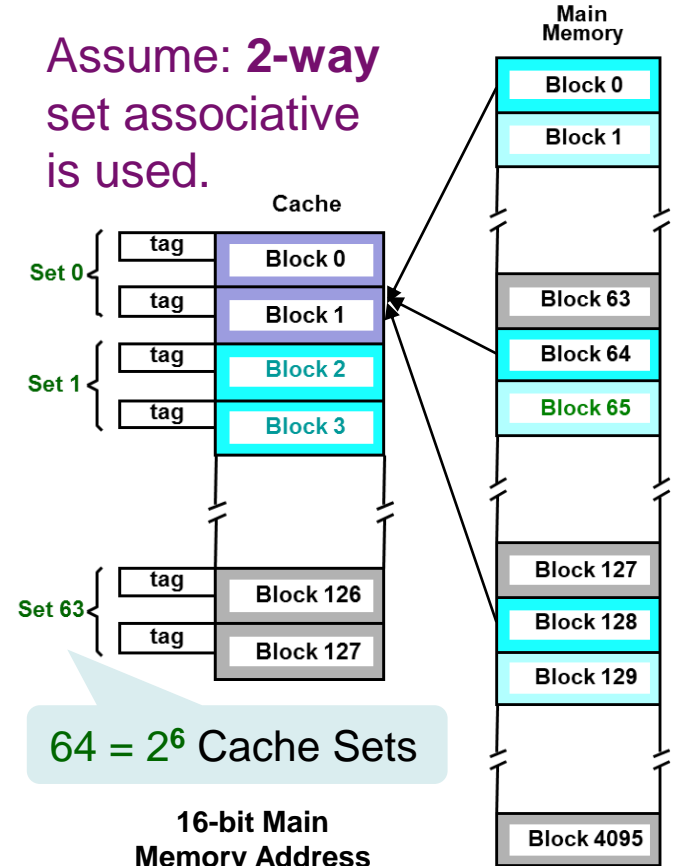 Assume: 2-way
set associative
is used.
Cache
Set 0
tag
Block 0
tag
Block 1
Set 1
tag
Block 2
tag
Block 3
Set 63
tag
Block 126
tag
Block 127
64 = 2⁶ Cache Sets
16-bit Main
Memory Address
Main
Memory
Block 0
Block 1
Block 63
Block 64
Block 65
Block 127
Block 128
Block 129
Block 4095